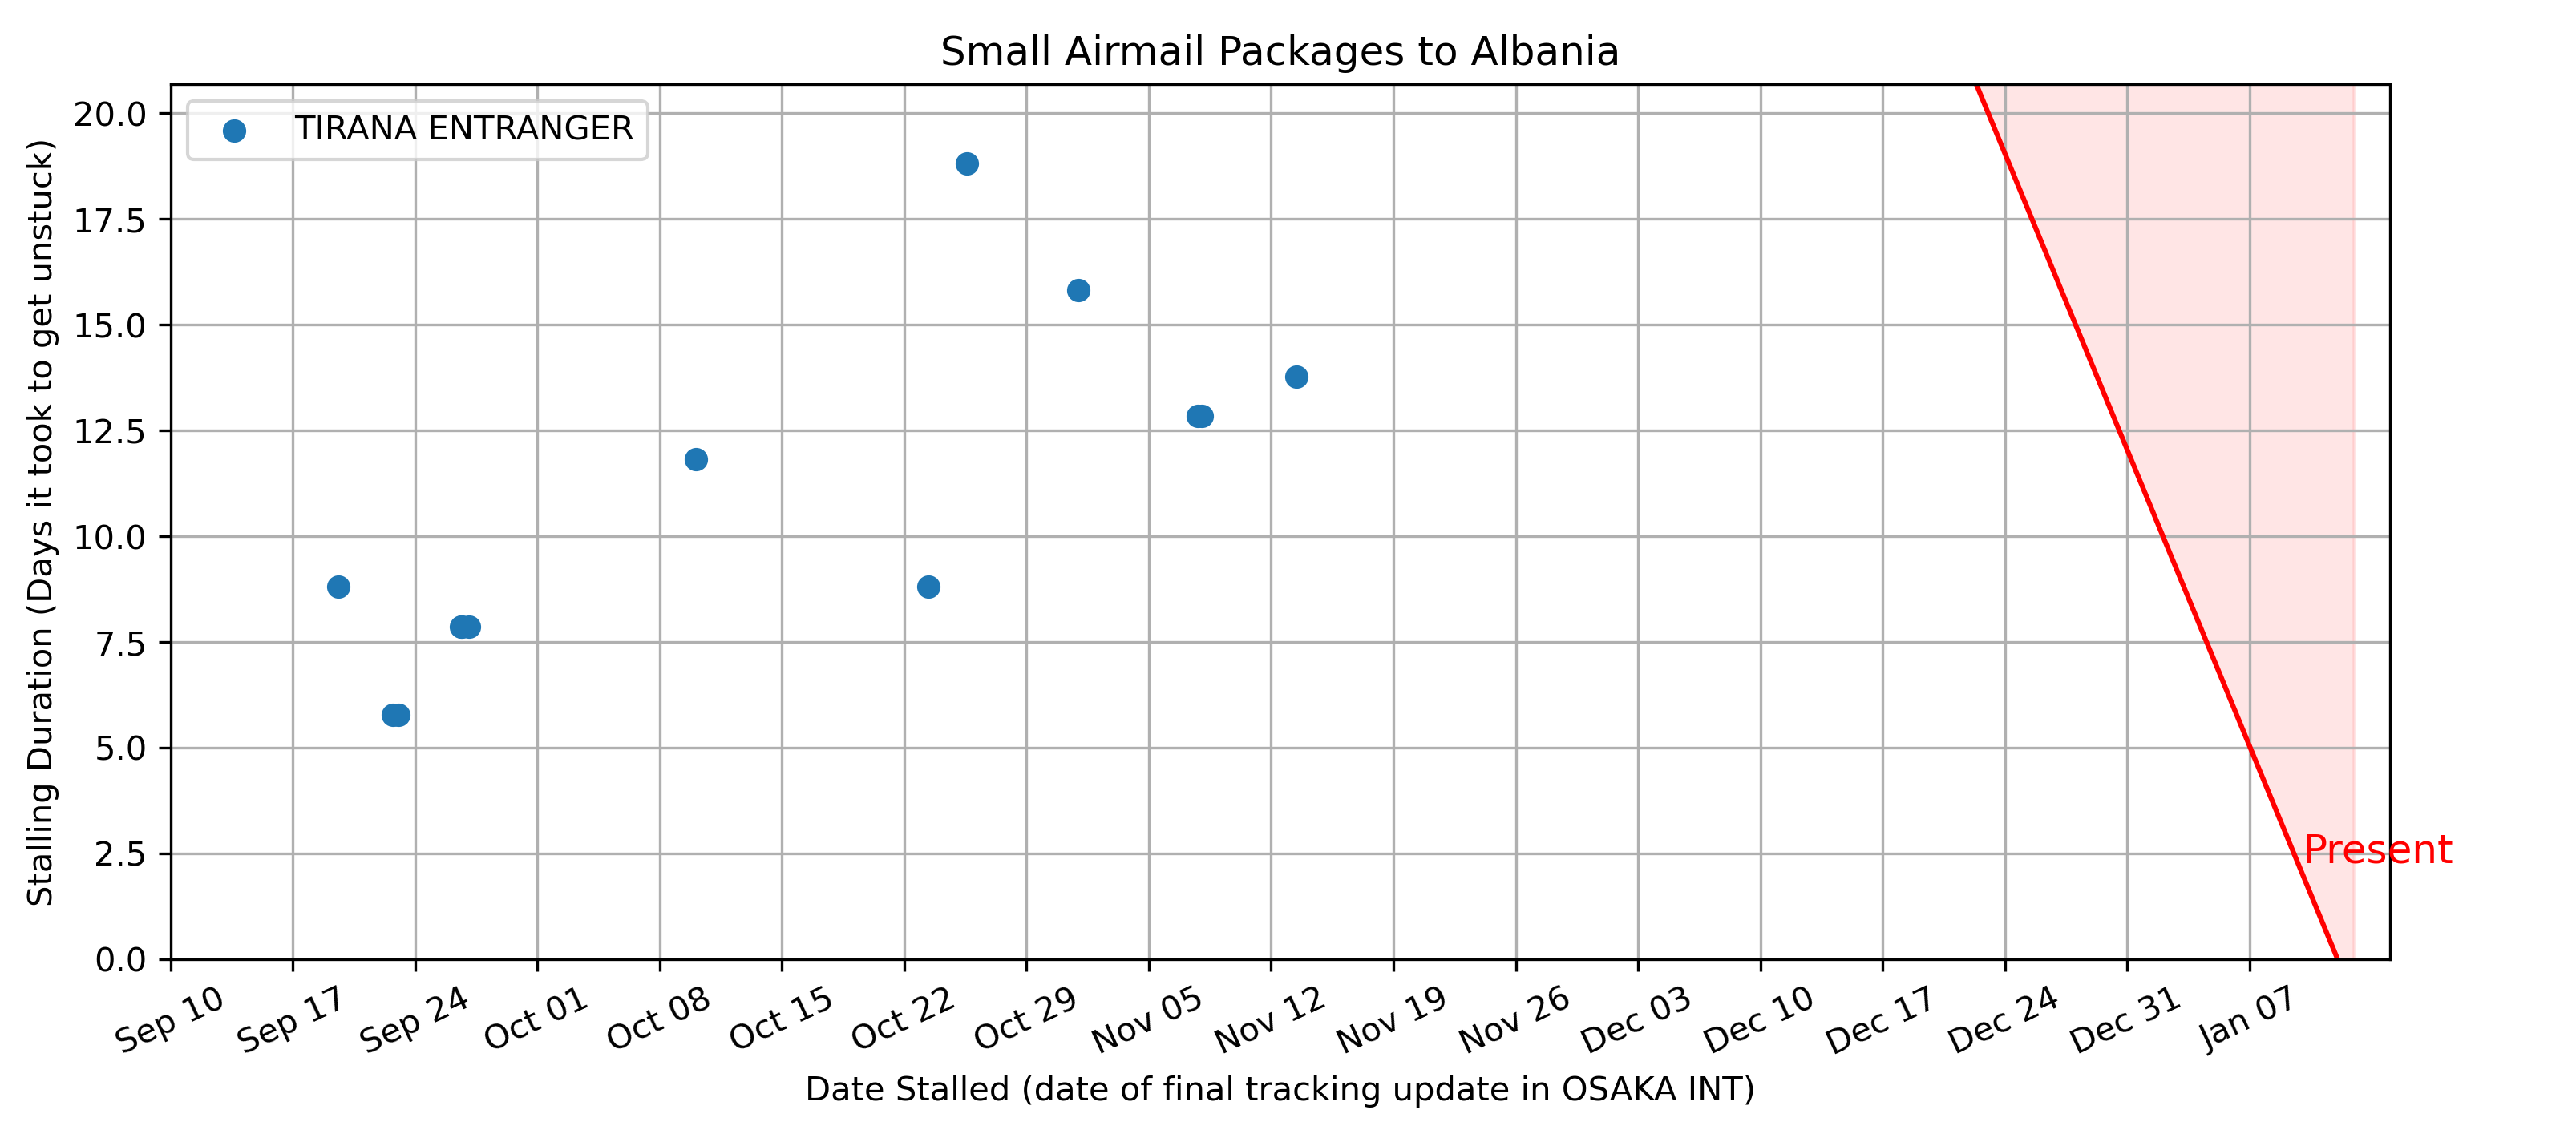 Small Airmail Packages to Albania
TIRANA ENTRANGER
Stalling Duration (Days it took to get unstuck)
20.0
17.5
15.0
12.5
10.0
7.5
5.0
2.5
0.0
Present
Sep 10
Sep 17
Sep 24
Oct 01
Oct 08
Oct 15
Oct 22
Oct 29
Nov 05
Nov 12
Nov 19
Nov 26
Dec 03
Dec 10
Dec 17
Dec 24
Dec 31
Jan 07
Date Stalled (date of final tracking update in OSAKA INT)